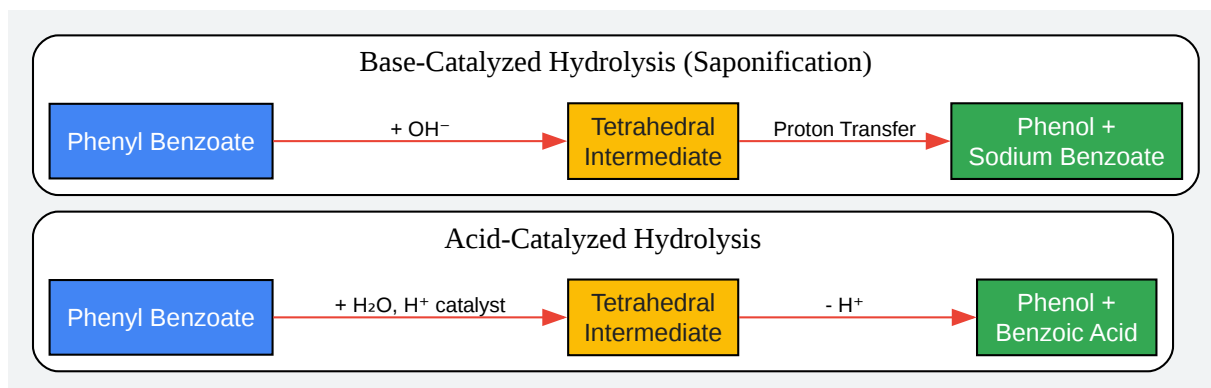 Base-Catalyzed Hydrolysis (Saponification)
Phenyl Benzoate
+ OH⁻
Tetrahedral
Intermediate
Proton Transfer
Phenol +
Sodium Benzoate
Acid-Catalyzed Hydrolysis
Phenyl Benzoate
+ H₂O, H⁺ catalyst
Tetrahedral
Intermediate
- H⁺
Phenol +
Benzoic Acid